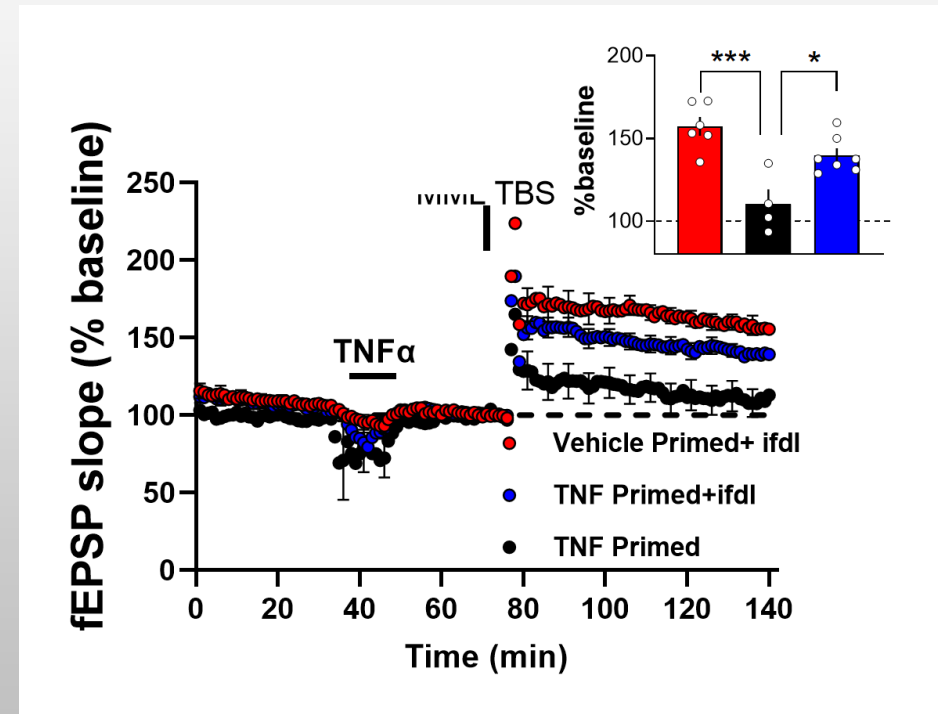 200
***
*
%baseline
150
100
fEPSP slope (% baseline)
250
TBS
200
150
TNFα
100
Vehicle Primed+ ifdl
50
TNF Primed+ifdl
TNF Primed
0
0 20 40 60 80 100 120 140
Time (min)